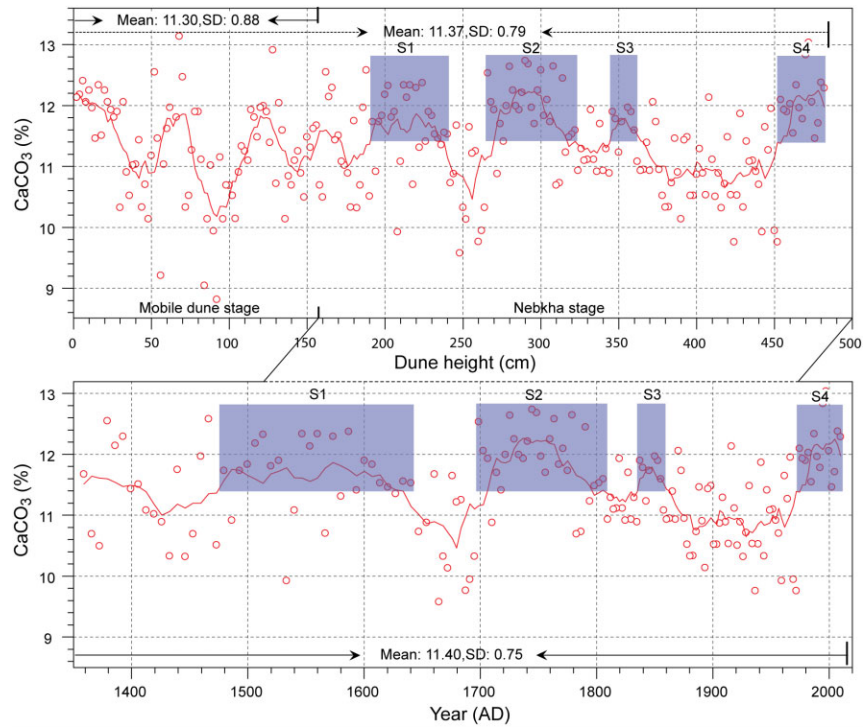 Mean: 11.30,SD: 0.88
Mean: 11.37,SD: 0.79
13
12
11
10
9
CaCO3 (%)
S1 S2 S3 S4
Mobile dune stage Nebkha stage
0 50 100 150 200 250 300 350 400 450 500
Dune height (cm)
13
12
11
10
9
CaCO3 (%)
S1 S2 S3 S4
Mean: 11.40,SD: 0.75
1400 1500 1600 1700 1800 1900 2000
Year (AD)